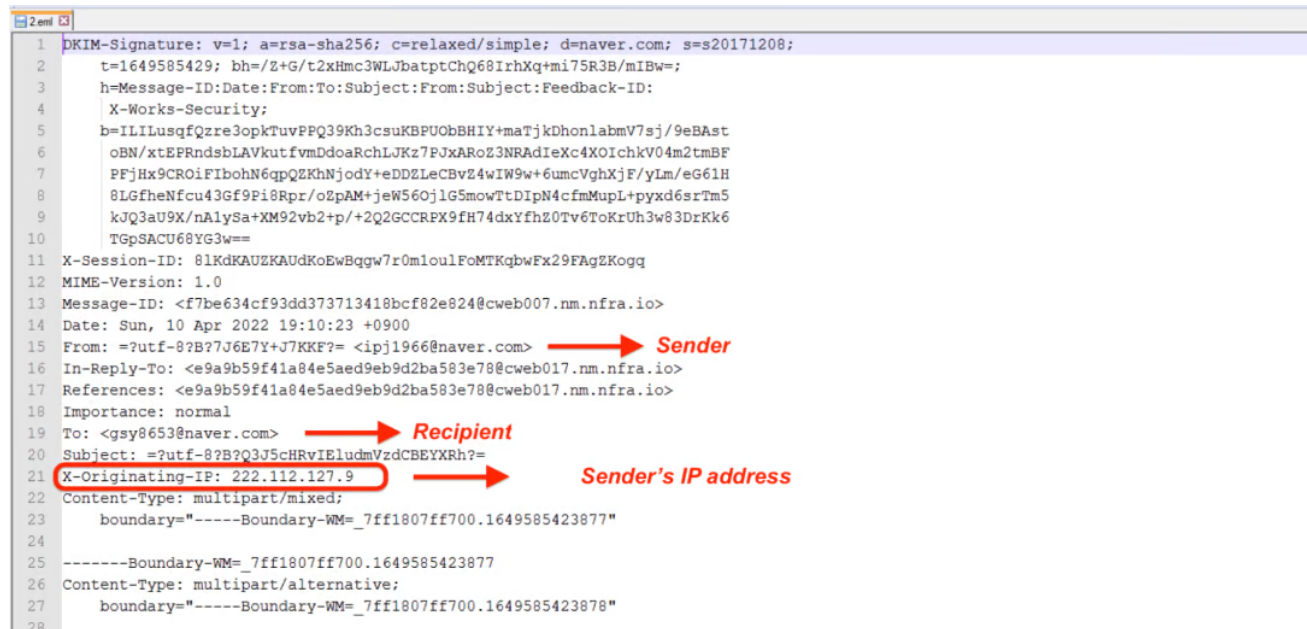 2.eml
1 DKIM-Signature: v=1; a=rsa-sha256; c=relaxed/simple; d=naver.com; s=s20171208;
2 t=1649585429; bh=/Z+G/t2xHmc3WLJbatptChQ68IrhXq+mi75R3B/mIBw=;
3 h=Message-ID:Date:From:To:Subject:From:Subject:Feedback-ID:
4 X-Works-Security;
5 b=ILILusqfQzre3opkTuvPPQ39Kh3csuKBPUObBHIY+maTjkDhonlabmV7sj/9eBAst
6 oBN/xtEPRndsbLAVkutfvmDdoaRchLJKz7PJxARoZ3NRAdIeXc4XOIchkV04m2tmBF
7 PFjHx9CROiFIbohN6qpQZKhNjodY+eDDZLeCBvZ4wIW9w+6umcVghXjF/yLm/eG61H
8 8LGfheNfcu43Gf9Pi8Rpr/oZpAM+jeW56OjlG5mowTtDIpN4cfmMupL+pyxd6srTm5
9 kJQ3aU9X/nA1ySa+XM92vb2+p/+2Q2GCCRPX9fH74dxYfhZ0Tv6ToKrUh3w83DrKk6
10 TGpSACU68YG3w==
11 X-Session-ID: 8lKdKAUZKAUdKoEwBqgw7r0m1oulFoMTKqbwFx29FAgZKogq
12 MIME-Version: 1.0
13 Message-ID: <f7be634cf93dd373713418bcf82e824@cweb007.nm.nfra.io>
14 Date: Sun, 10 Apr 2022 19:10:23 +0900
15 From: =?utf-8?B?7J6E7Y+J7KKF?= <ipj1966@naver.com> Sender
16 In-Reply-To: <e9a9b59f41a84e5aed9eb9d2ba583e78@cweb017.nm.nfra.io>
17 References: <e9a9b59f41a84e5aed9eb9d2ba583e78@cweb017.nm.nfra.io>
18 Importance: normal
19 To: <gsy8653@naver.com> Recipient
20 Subject: =?utf-8?B?Q3J5cHRvIEludmVzdCBEYXRh?=
21 X-Originating-IP: 222.112.127.9 Sender's IP address
22 Content-Type: multipart/mixed;
23 boundary="-----Boundary-WM=_7ff1807ff700.1649585423877"
24
25 -------Boundary-WM=_7ff1807ff700.1649585423877
26 Content-Type: multipart/alternative;
27 boundary="-----Boundary-WM=_7ff1807ff700.1649585423878"
28